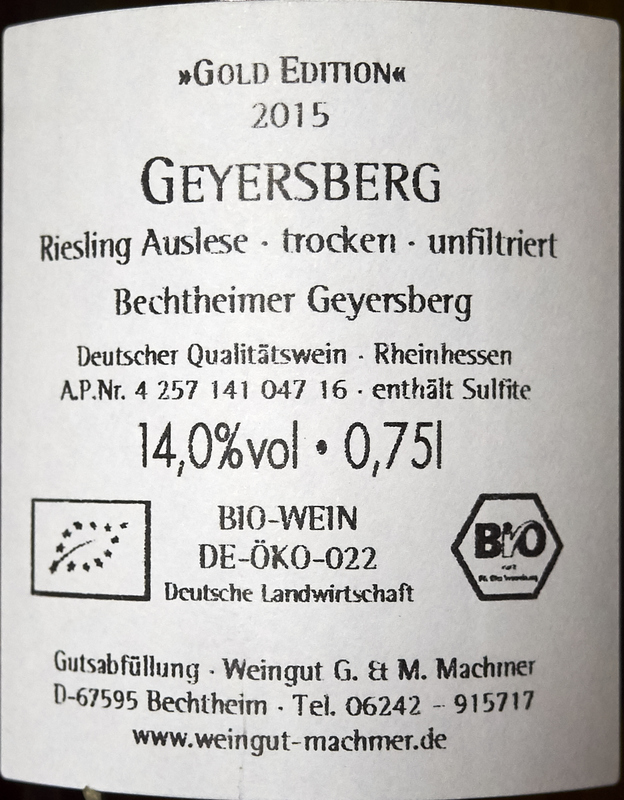 »GOLD EDITION«
2015
GEYERSBERG
Riesling Auslese · trocken · unfiltriert
Bechtheimer Geyersberg
Deutscher Qualitätswein · Rheinhessen
A.P.Nr. 4 257 141 047 16 · enthält Sulfite
14,0%vol • 0,75l
BIO-WEIN
DE-ÖKO-022
Deutsche Landwirtschaft
Bio
Gutsabfüllung · Weingut G. & M. Machmer
D-67595 Bechtheim · Tel. 06242 - 915717
www.weingut-machmer.de